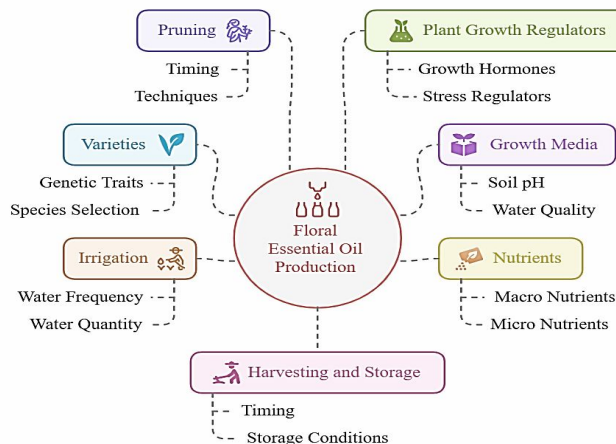 Pruning
Timing
Techniques
Plant Growth Regulators
Growth Hormones
Stress Regulators
Varieties
Genetic Traits
Species Selection
Growth Media
Soil pH
Water Quality
Floral
Essential Oil
Production
Irrigation
Water Frequency
Water Quantity
Nutrients
Macro Nutrients
Micro Nutrients
Harvesting and Storage
Timing
Storage Conditions